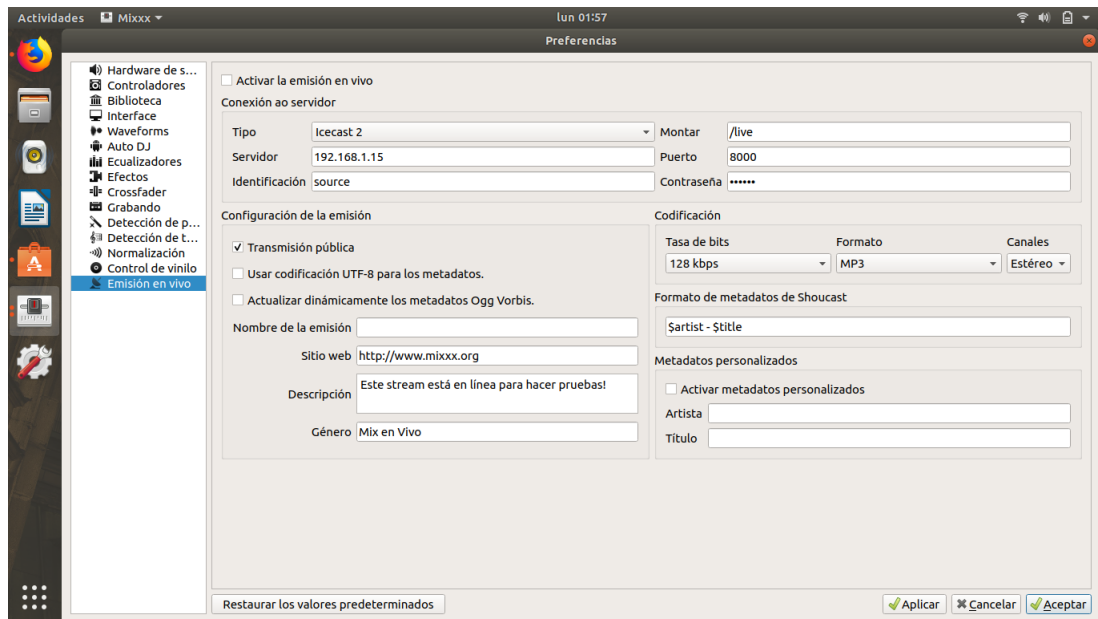 Actividades Mixxx lun 01:57
Preferencias
Hardware de s...
Controladores
Biblioteca
Interface
Waveforms
Auto DJ
Ecualizadores
Efectos
Crossfader
Grabando
Detección de p...
Detección de t...
Normalización
Control de vinilo
Emisión en vivo
Activar la emisión en vivo
Conexión ao servidor
Tipo Icecast 2 Montar /live
Servidor 192.168.1.15 Puerto 8000
Identificación source Contraseña ••••••
Configuración de la emisión
Transmisión pública
Usar codificación UTF-8 para los metadatos.
Actualizar dinámicamente los metadatos Ogg Vorbis.
Nombre de la emisión
Sitio web http://www.mixxx.org
Descripción Este stream está en línea para hacer pruebas!
Género Mix en Vivo
Codificación
Tasa de bits Formato Canales
128 kbps MP3 Estéreo
Formato de metadatos de Shoucast
$artist - $title
Metadatos personalizados
Activar metadatos personalizados
Artista
Título
Restaurar los valores predeterminados Aplicar Cancelar Aceptar